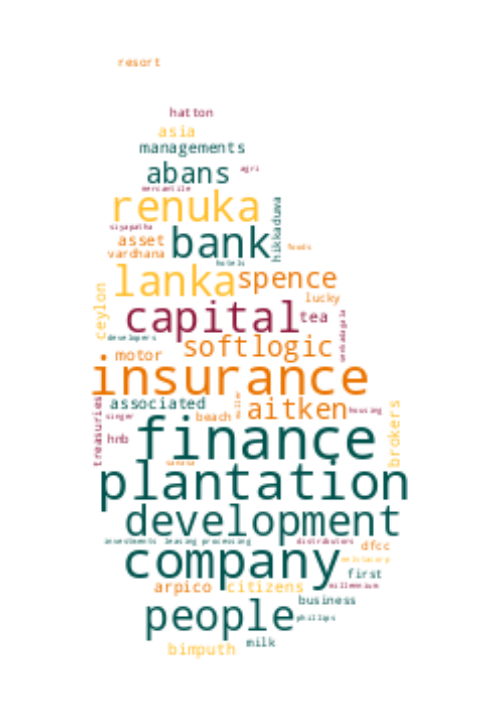 resort
hatton
asia
managements
abans agri
mercantile
renuka
hikkaduwa
siyapatha
asset bank
vardhana foods
hotels
lanka spence
lucky
ceylon
capital tea
developers
softlogic
motor
insurance
treasuries
associated aitken housing
singer beach
brokers
hnb finance
plantation
development
investments leasing processing distributors
company dfcc
first
arpico citizens millennium
business
people phillips
milk
bimputh